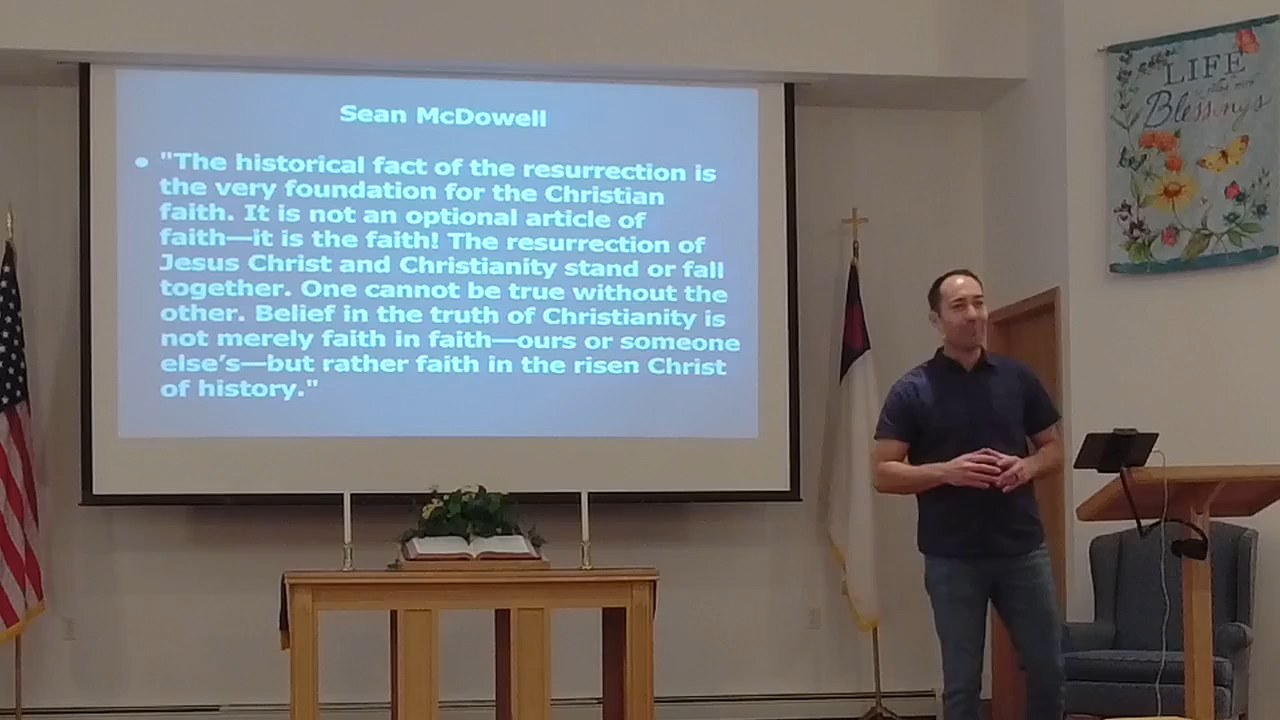 Sean McDowell
• "The historical fact of the resurrection is
the very foundation for the Christian
faith. It is not an optional article of
faith—it is the faith! The resurrection of
Jesus Christ and Christianity stand or fall
together. One cannot be true without the
other. Belief in the truth of Christianity is
not merely faith in faith—ours or someone
else's—but rather faith in the risen Christ
of history."
LIFE
Blessings